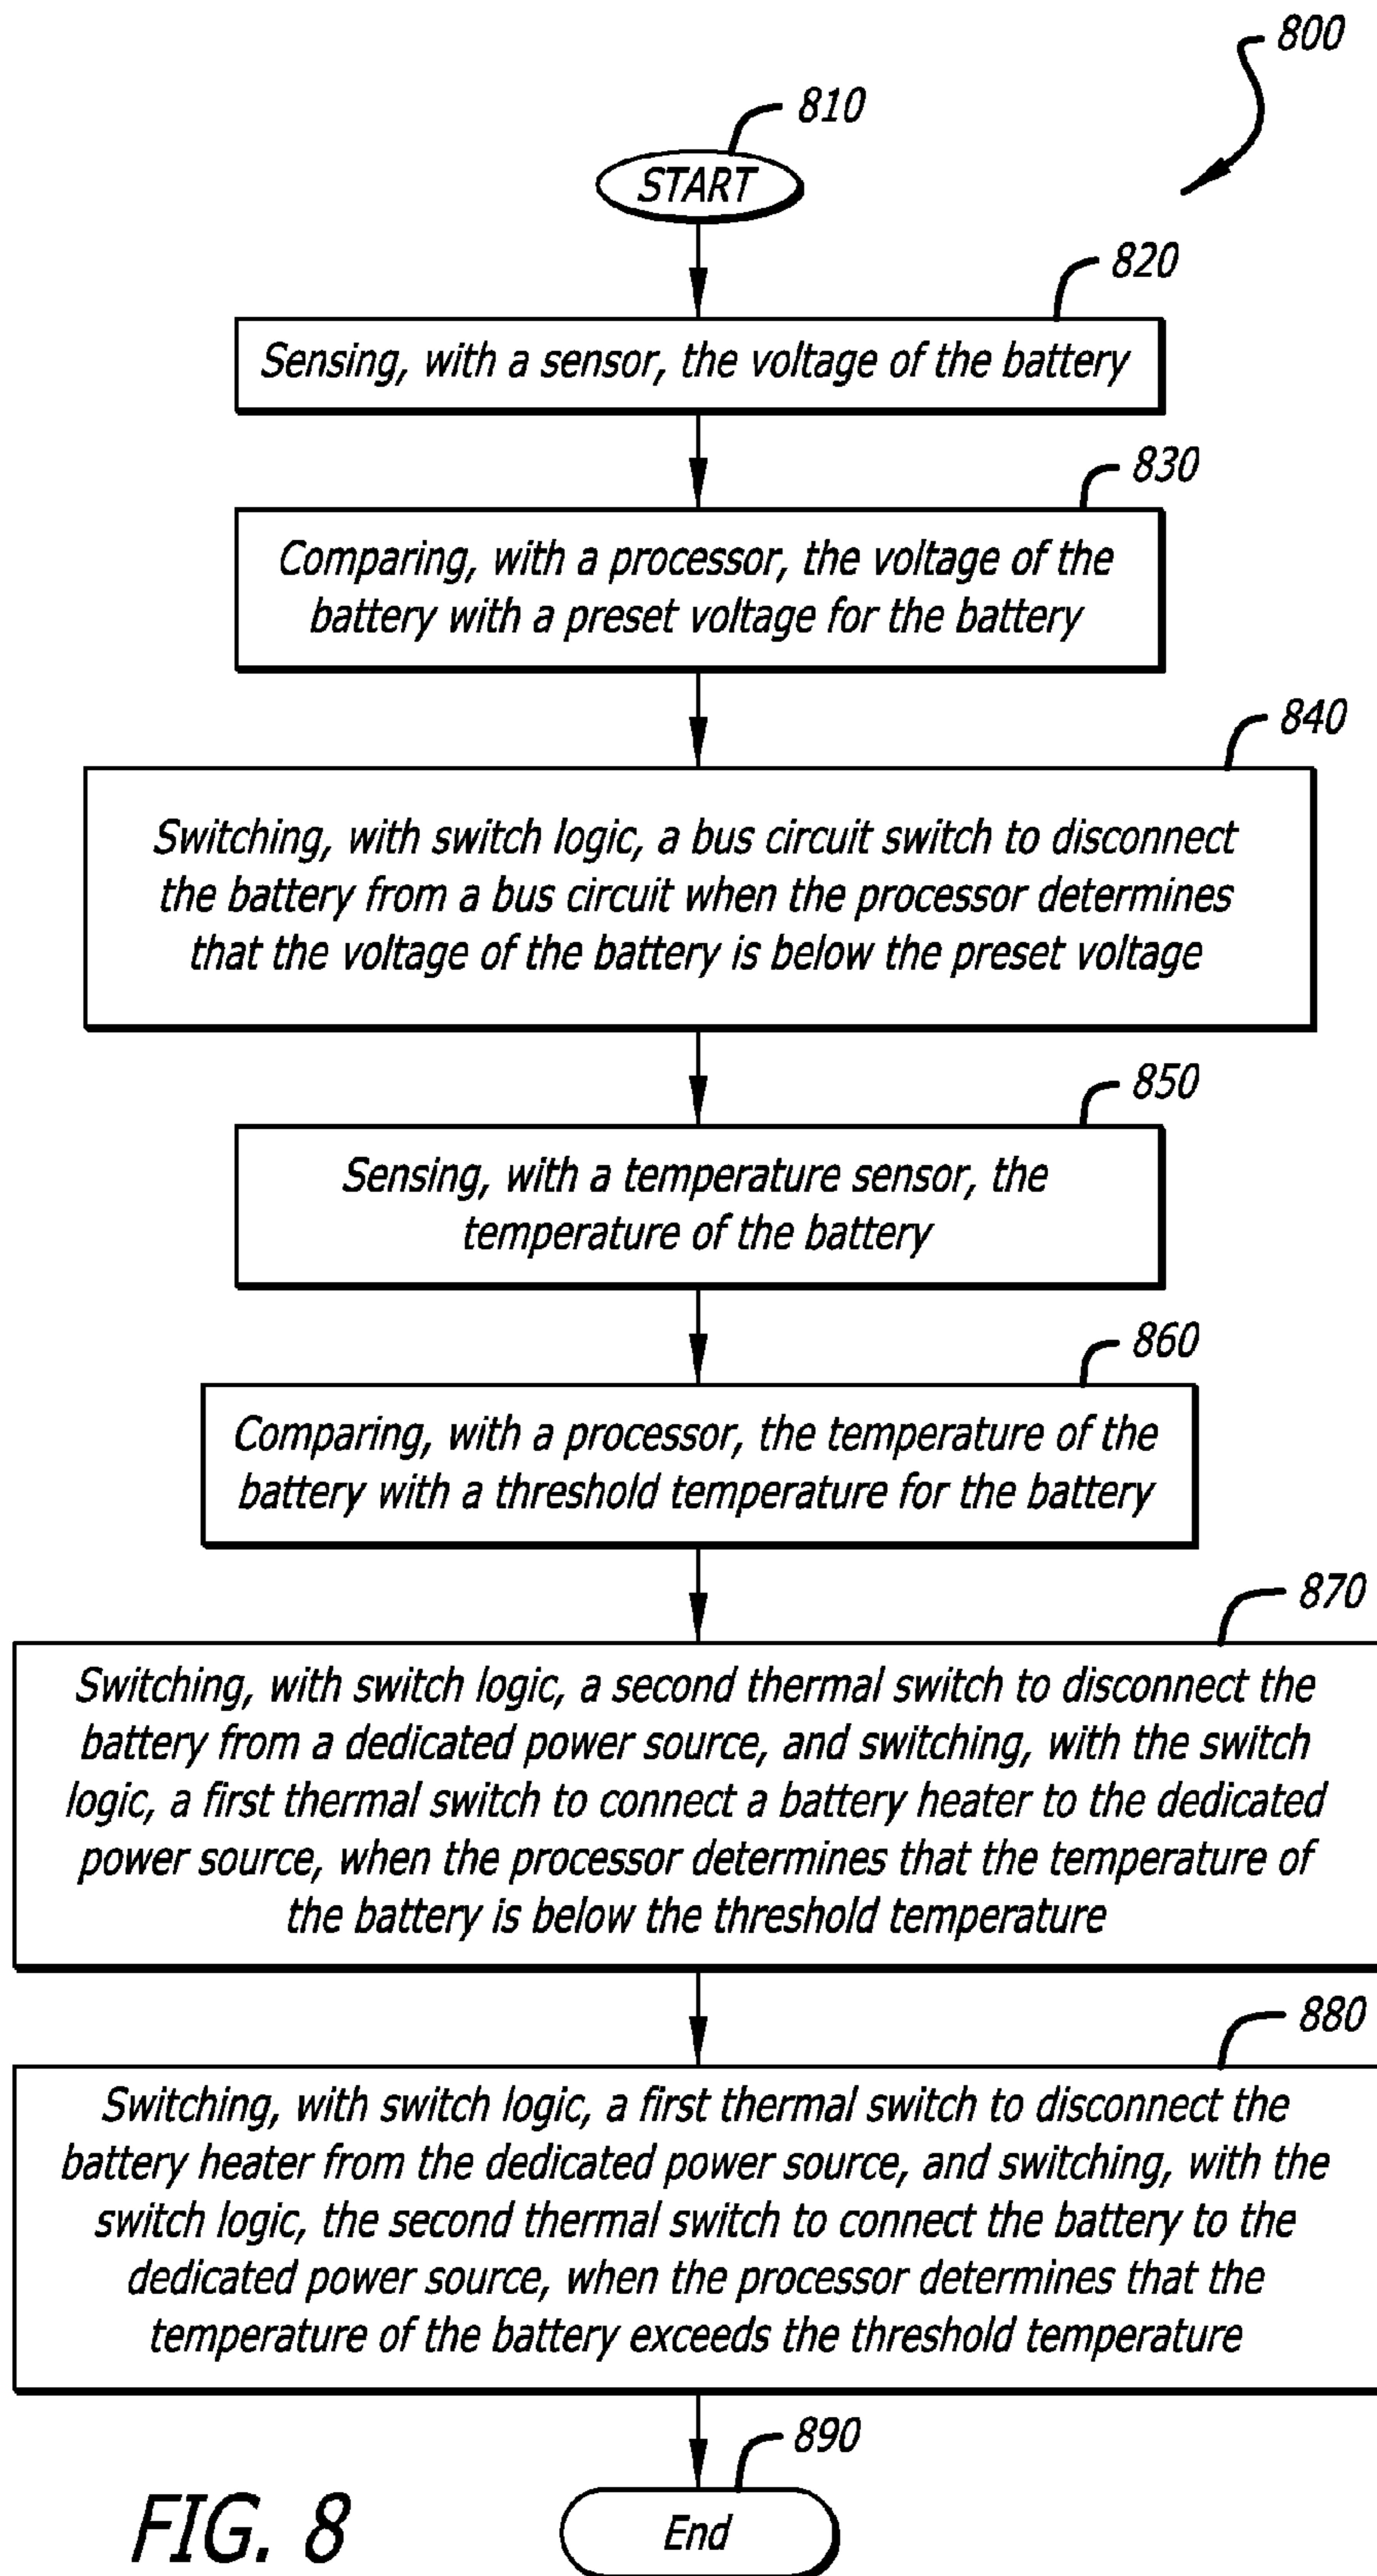 800
810
START
820
Sensing, with a sensor, the voltage of the battery
830
Comparing, with a processor, the voltage of the
battery with a preset voltage for the battery
840
Switching, with switch logic, a bus circuit switch to disconnect
the battery from a bus circuit when the processor determines
that the voltage of the battery is below the preset voltage
850
Sensing, with a temperature sensor, the
temperature of the battery
860
Comparing, with a processor, the temperature of the
battery with a threshold temperature for the battery
870
Switching, with switch logic, a second thermal switch to disconnect the
battery from a dedicated power source, and switching, with the switch
logic, a first thermal switch to connect a battery heater to the dedicated
power source, when the processor determines that the temperature of
the battery is below the threshold temperature
880
Switching, with switch logic, a first thermal switch to disconnect the
battery heater from the dedicated power source, and switching, with the
switch logic, the second thermal switch to connect the battery to the
dedicated power source, when the processor determines that the
temperature of the battery exceeds the threshold temperature
890
End
FIG. 8